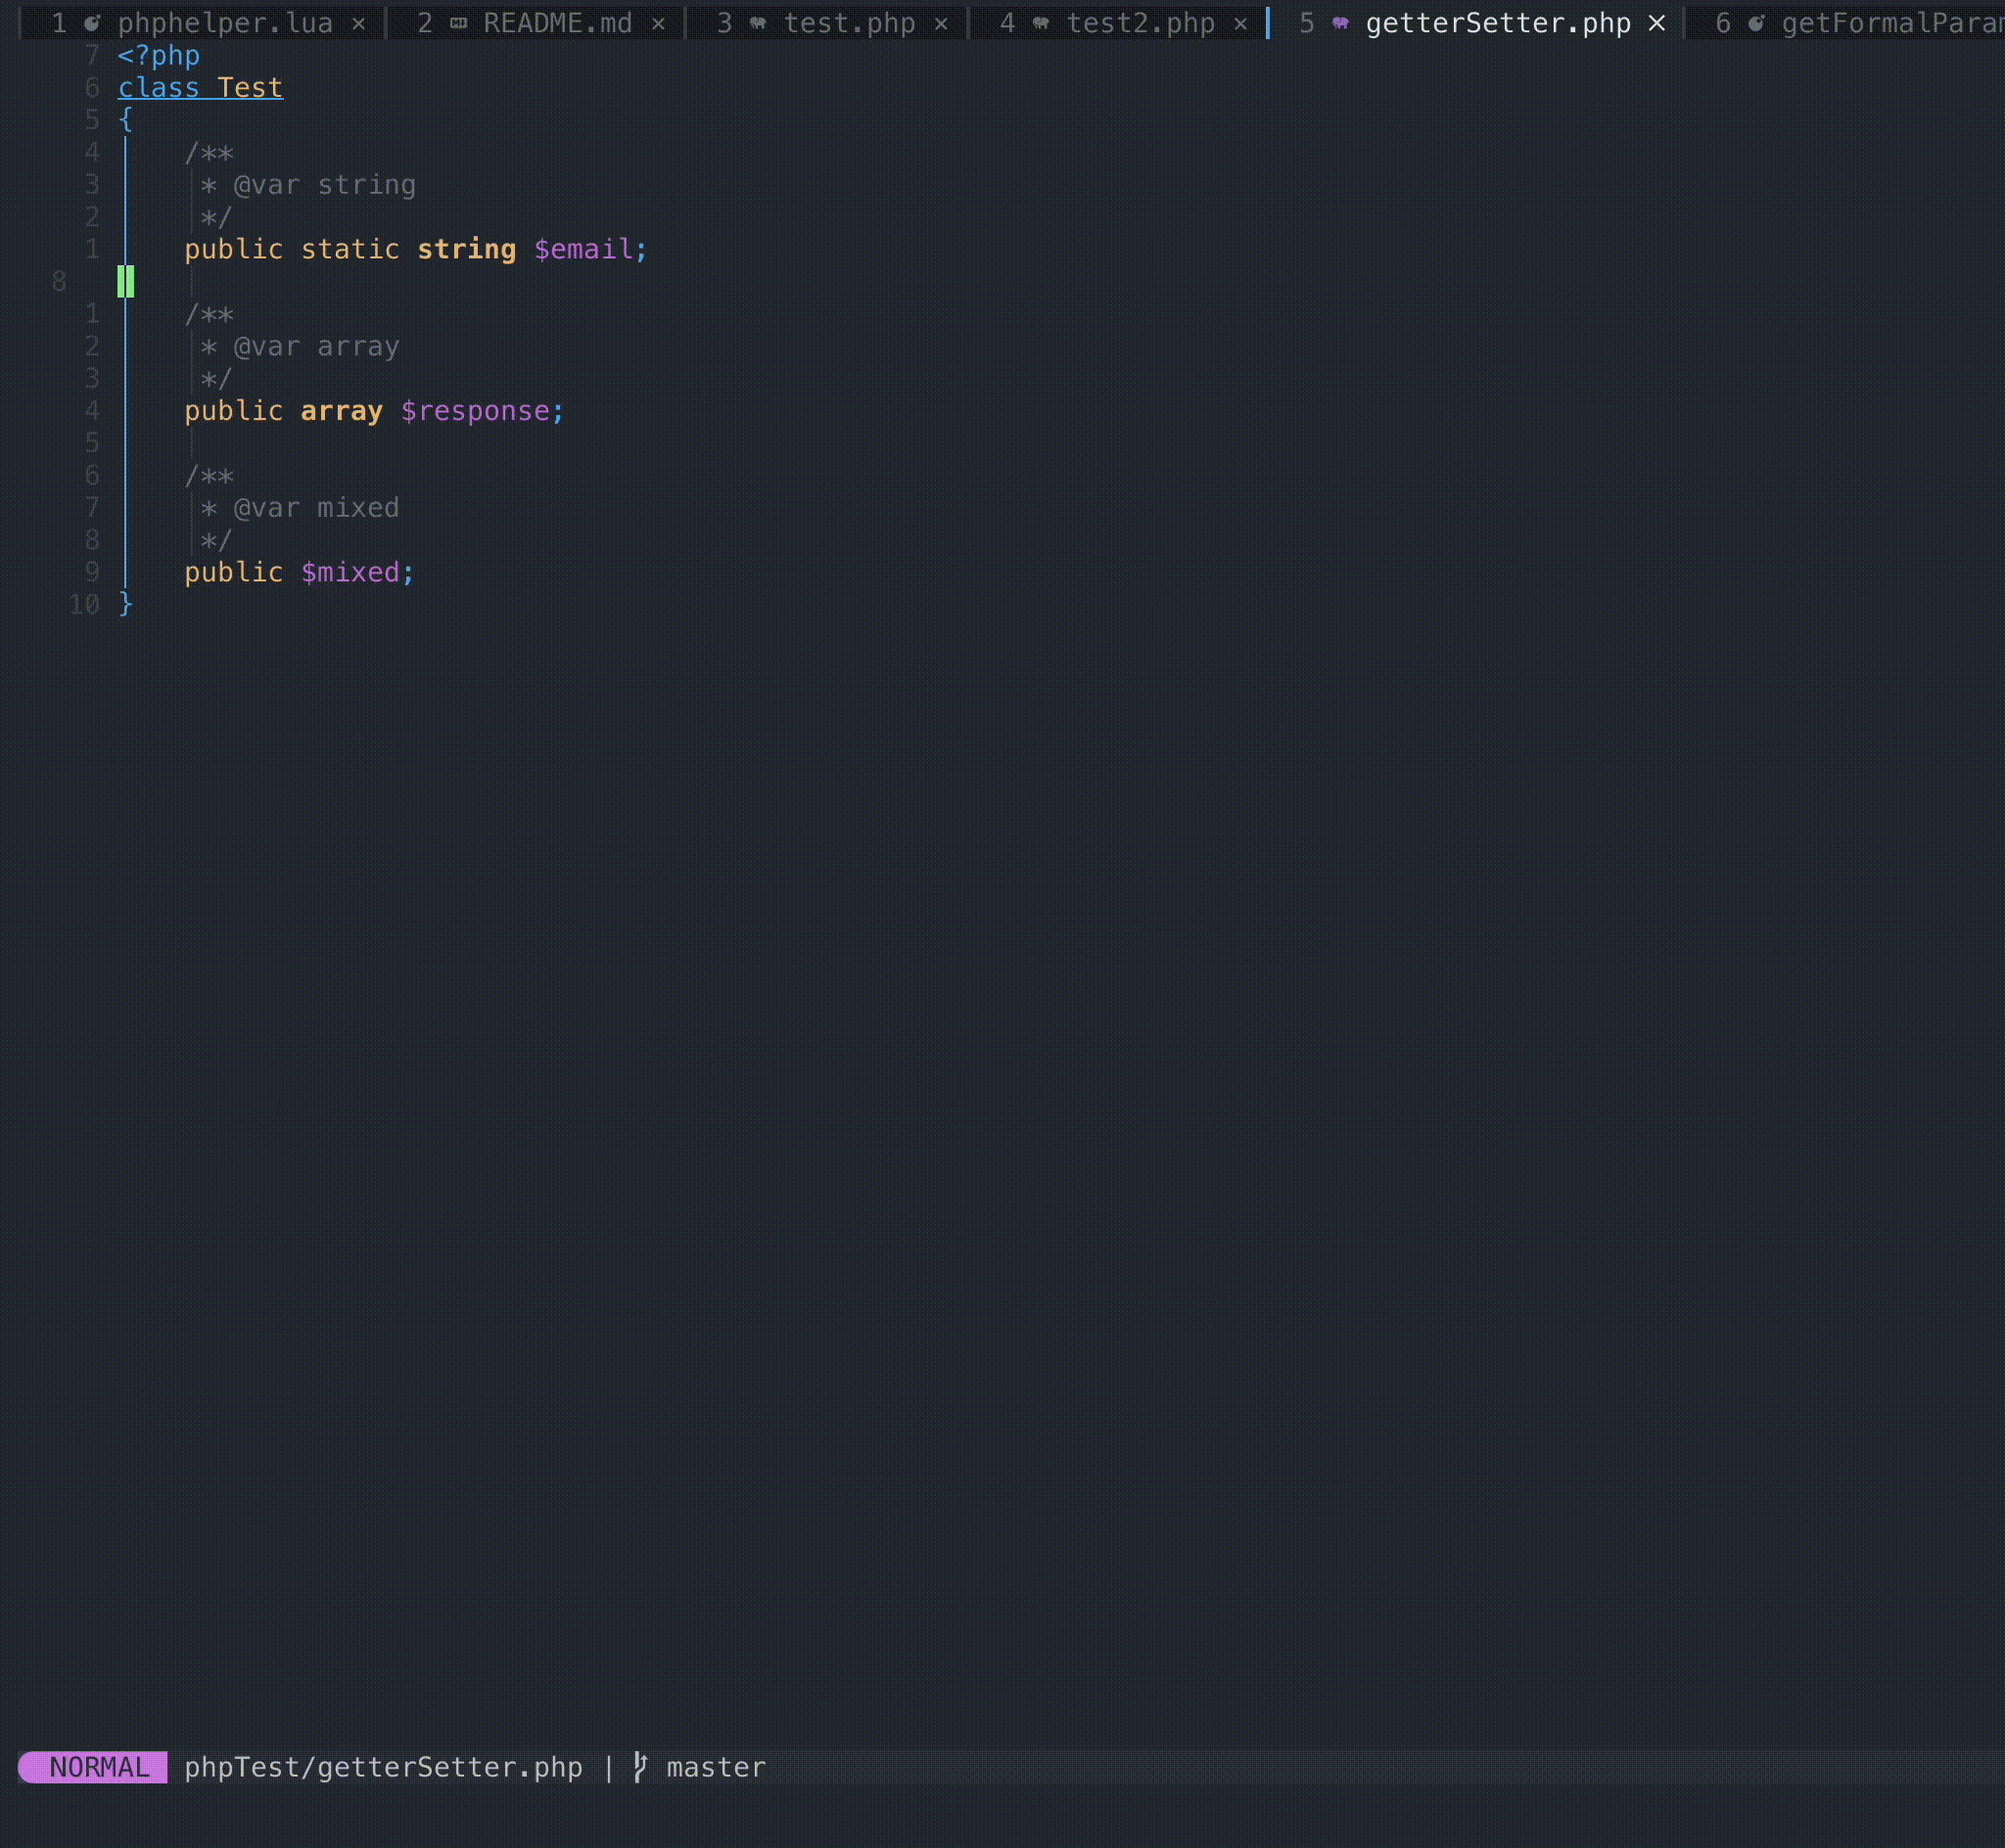 1 phphelper.lua × 2 README.md × 3 test.php × 4 test2.php × 5 getterSetter.php × 6 getFormalParam
7 <?php
6 class Test
5 {
4     /**
3      * @var string
2      */
1     public static string $email;
8
1     /**
2      * @var array
3      */
4     public array $response;
5
6     /**
7      * @var mixed
8      */
9     public $mixed;
10 }
NORMAL phpTest/getterSetter.php | master